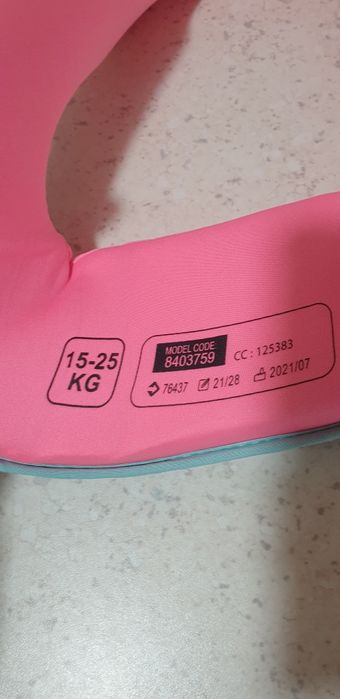 15-25
KG
MODEL CODE
8403759
CC : 125383
76437 21/28 2021/07